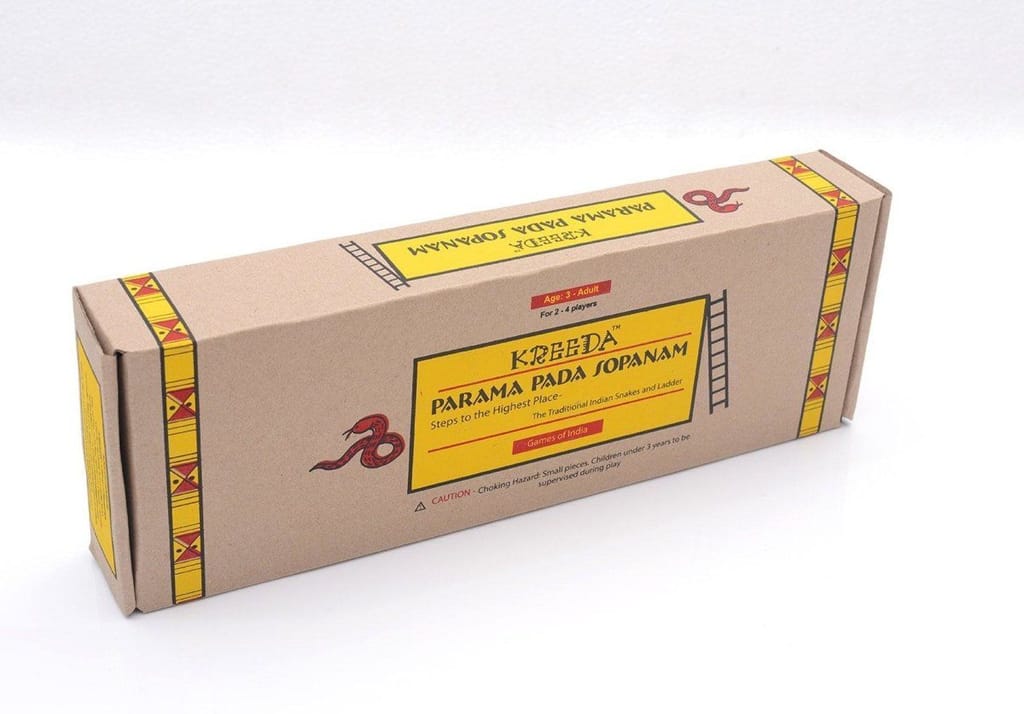 KREEDA
PARAMA PADA SOPANAM
Age: 3 - Adult
For 2 - 4 players
KREEDA™
PARAMA PADA SOPANAM
Steps to the Highest Place-
The Traditional Indian Snakes and Ladder
Games of India
CAUTION - Choking Hazard: Small pieces. Children under 3 years to be
supervised during play